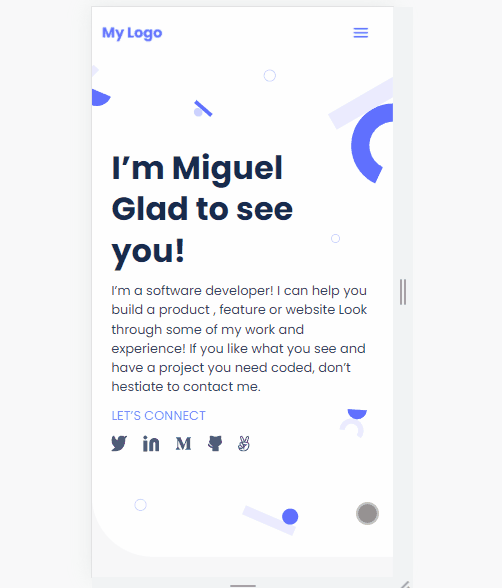 My Logo
I’m Miguel
Glad to see
you!
I’m a software developer! I can help you
build a product , feature or website Look
through some of my work and
experience! If you like what you see and
have a project you need coded, don’t
hestiate to contact me.
LET’S CONNECT
M